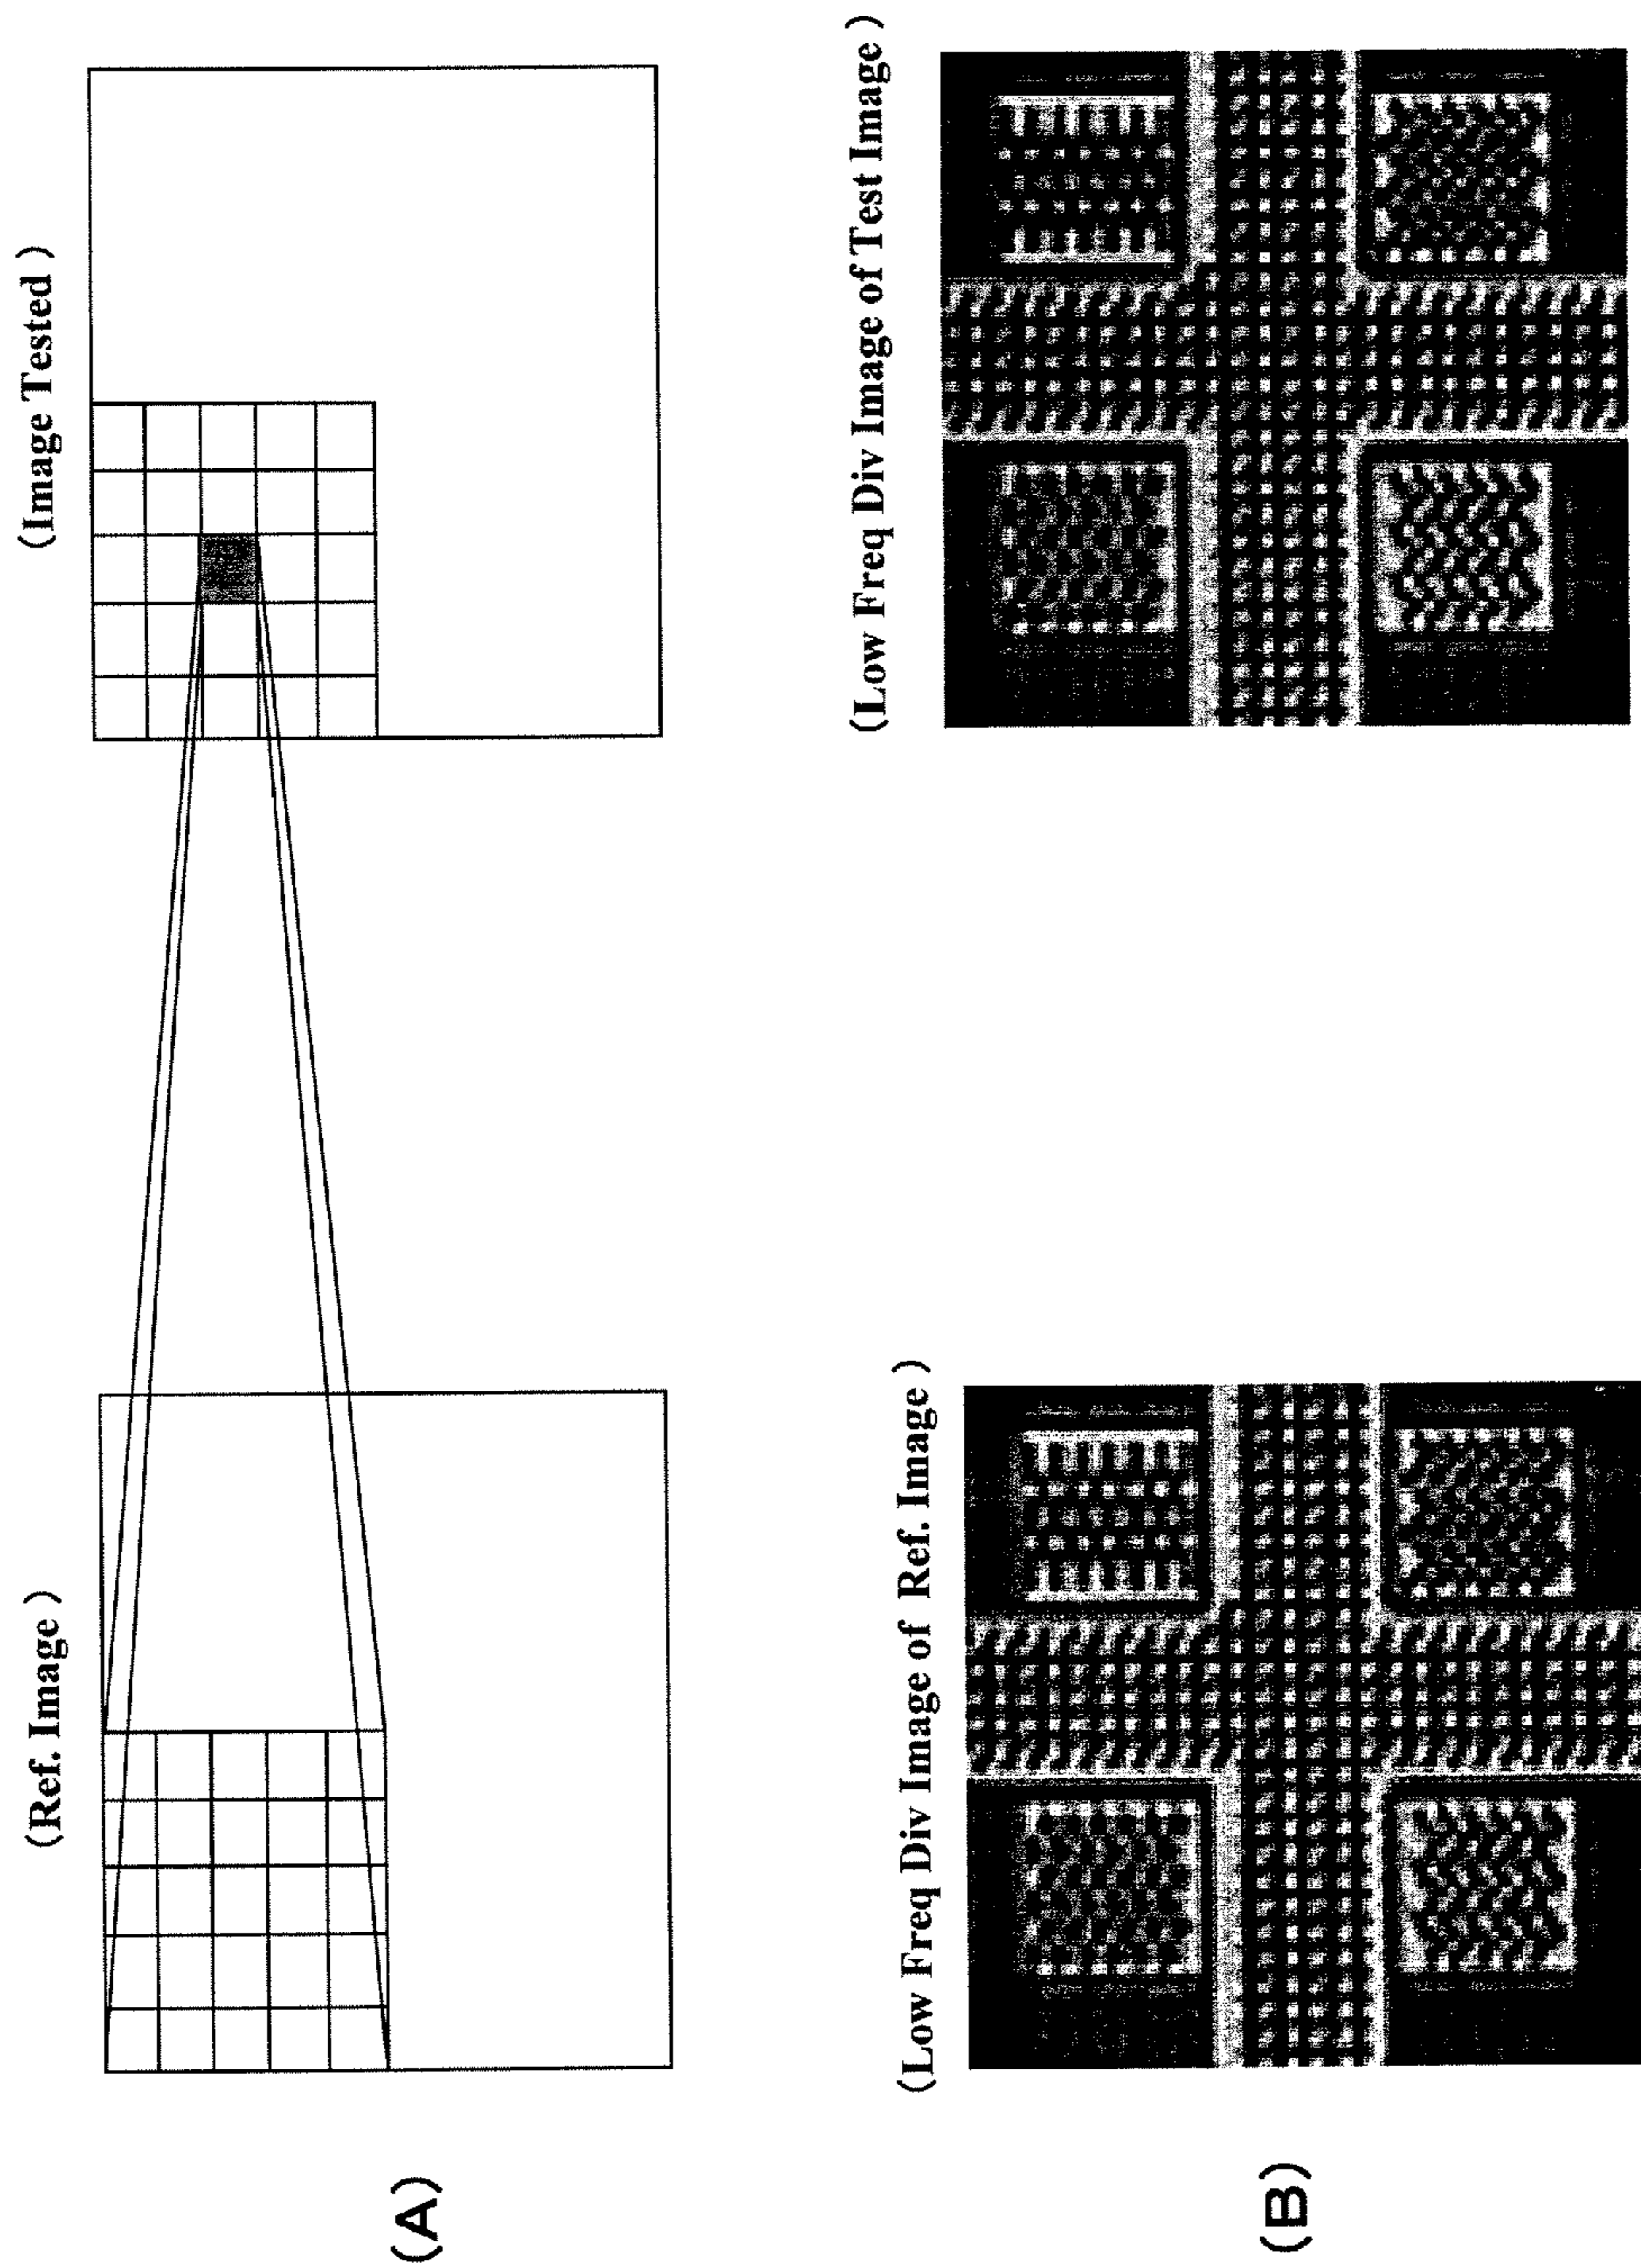 (A)
(Ref. Image)
(Image Tested)
(B)
(Low Freq Div Image of Ref. Image)
(Low Freq Div Image of Test Image)